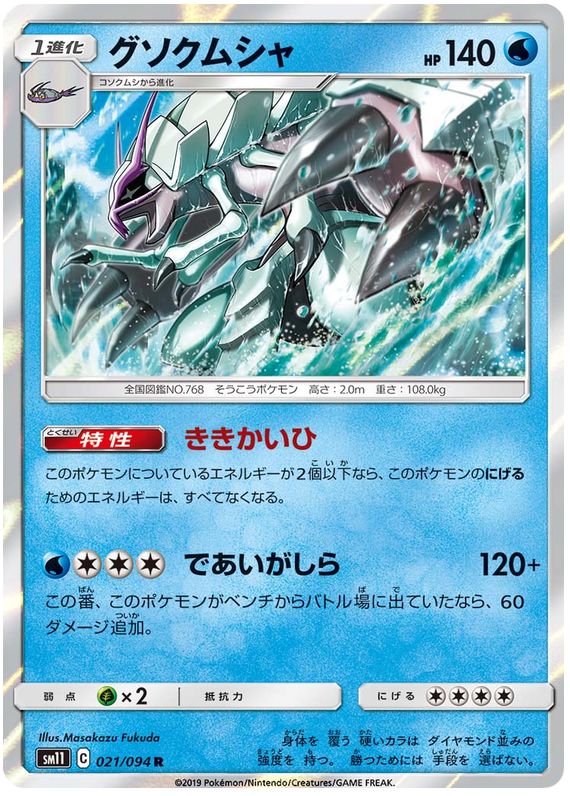 1進化
グソクムシャ
HP 140
コソクムシから進化
全国図鑑NO.768 そうこうポケモン 高さ：2.0m 重さ：108.0kg
とくせい
特性 ききかいひ
このポケモンについているエネルギーが2個以下なら、このポケモンのにげる
ためのエネルギーは、すべてなくなる。
であいがしら 120+
この番、このポケモンがベンチからバトル場に出ていたなら、60
ダメージ追加。
弱点 ×2 抵抗力 にげる
Illus.Masakazu Fukuda
身体を覆う硬いカラは ダイヤモンド並みの
強度を持つ。勝つためには 手段を 選ばない。
SM11 C 021/094 R
©2019 Pokémon/Nintendo/Creatures/GAME FREAK.